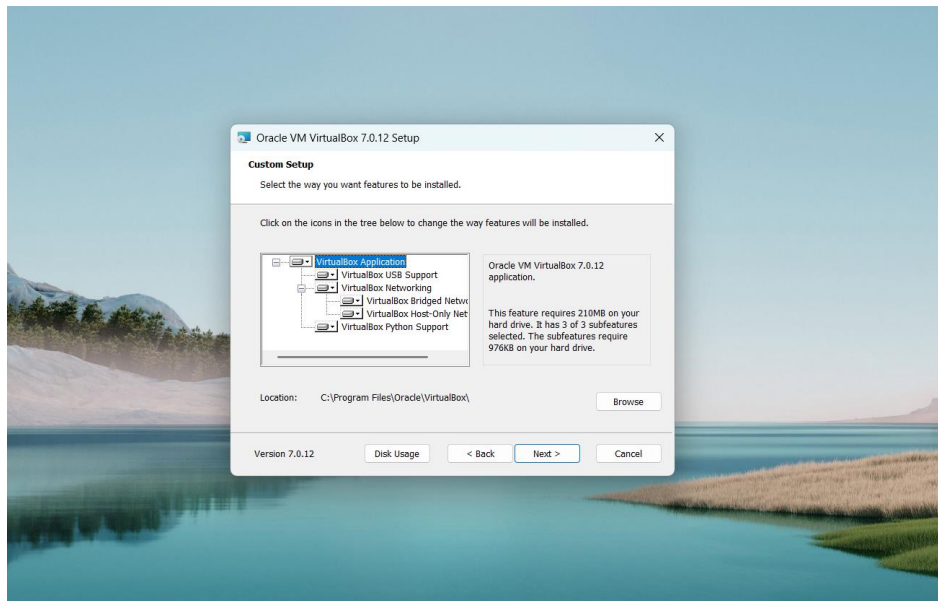 Oracle VM VirtualBox 7.0.12 Setup
Custom Setup
Select the way you want features to be installed.
Click on the icons in the tree below to change the way features will be installed.
VirtualBox Application
VirtualBox USB Support
VirtualBox Networking
VirtualBox Bridged Netwo
VirtualBox Host-Only Net
VirtualBox Python Support
Oracle VM VirtualBox 7.0.12
application.
This feature requires 210MB on your
hard drive. It has 3 of 3 subfeatures
selected. The subfeatures require
976KB on your hard drive.
Location: C:\Program Files\Oracle\VirtualBox\
Browse
Version 7.0.12 Disk Usage < Back Next > Cancel